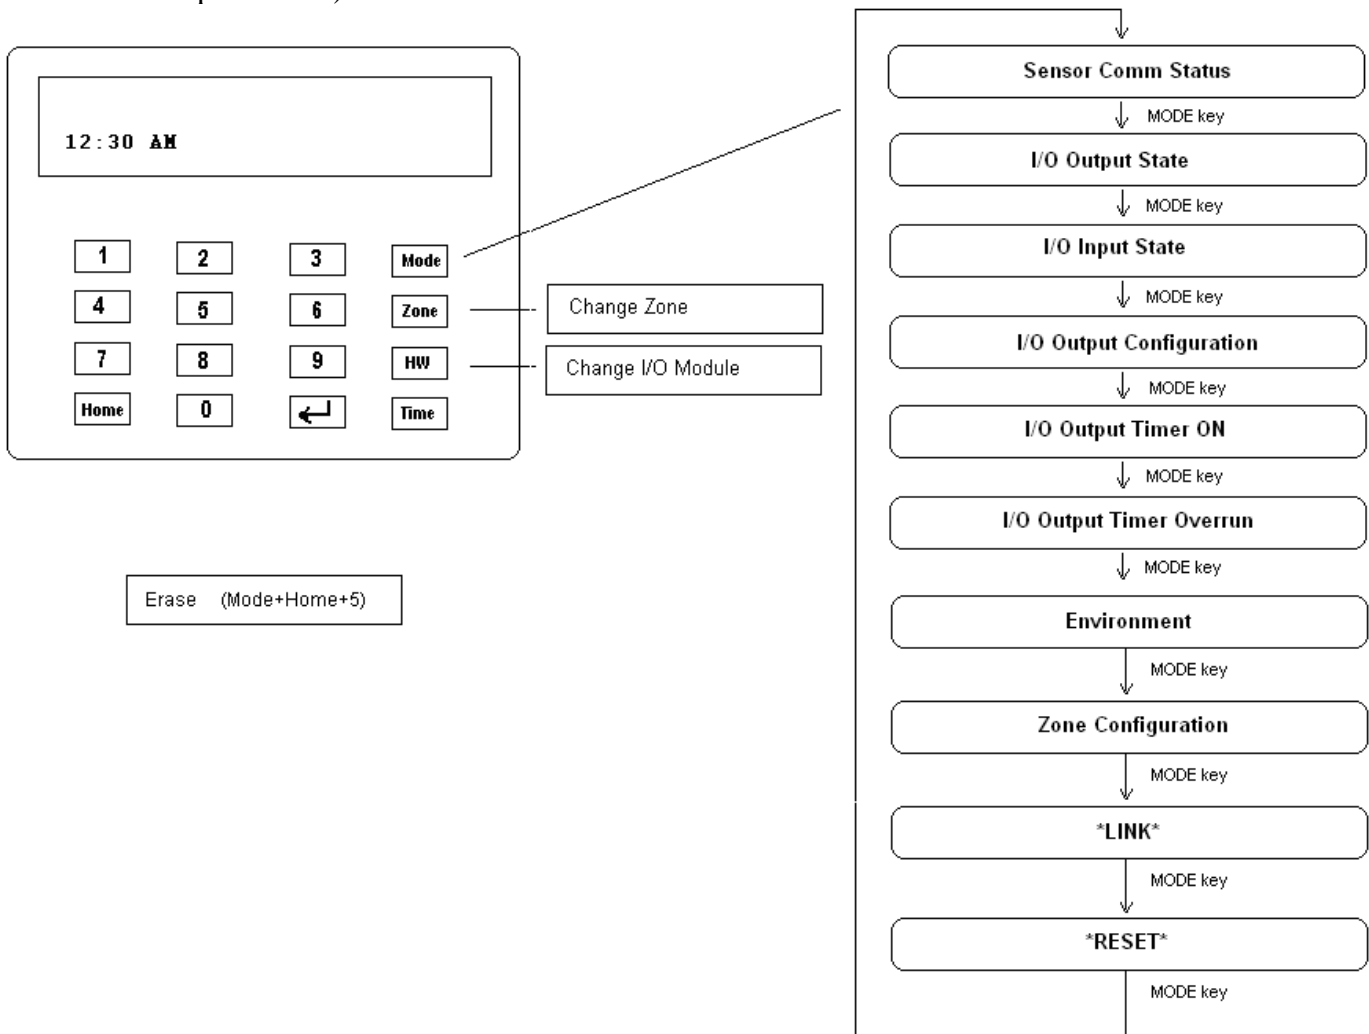 12:30 AM
1 2 3 Mode
4 5 6 Zone
7 8 9 HW
Home 0 Time
Change Zone
Change I/O Module
Erase (Mode+Home+5)
Sensor Comm Status
MODE key
I/O Output State
MODE key
I/O Input State
MODE key
I/O Output Configuration
MODE key
I/O Output Timer ON
MODE key
I/O Output Timer Overrun
MODE key
Environment
MODE key
Zone Configuration
MODE key
*LINK*
MODE key
*RESET*
MODE key